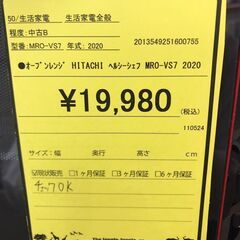 50/生活家電 / 生活家電全般
程度:中古B
型番:MRO-VS7 年式:2020
2013549251600755
●オーブンレンジ HITACHI ヘルシーシェフ MRO-VS7 2020
¥19,980
(税込)
110524
サイズ:幅 奥行 高さ cm
☑現状販売 □1ヶ月保証 □3ヶ月保証 □6ヶ月保証
チェックOK